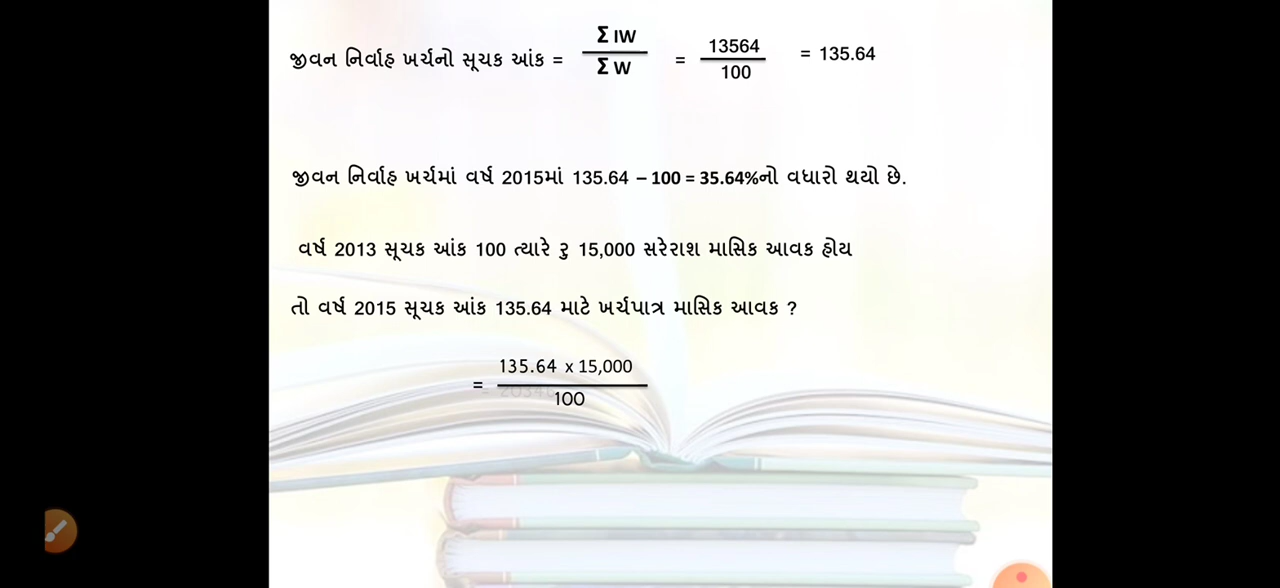 જીવન નિર્વાહ ખર્ચનો સૂચક આંક = Σ IW / Σ W = 13564 / 100 = 135.64
જીવન નિર્વાહ ખર્ચમાં વર્ષ 2015માં 135.64 – 100 = 35.64%નો વધારો થયો છે.
વર્ષ 2013 સૂચક આંક 100 ત્યારે રુ 15,000 સરેરાશ માસિક આવક હોય
તો વર્ષ 2015 સૂચક આંક 135.64 માટે ખર્ચપાત્ર માસિક આવક ?
= 135.64 x 15,000 / 100